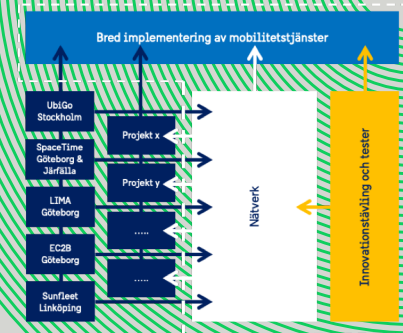 Bred implementering av mobilitetstjänster
UbiGo
Stockholm
SpaceTime
Göteborg &
Järfälla
LIMA
Göteborg
EC2B
Göteborg
Sunfleet
Linköping
Projekt x
Projekt y
.....
.....
Nätverk
Innovationstävling och tester